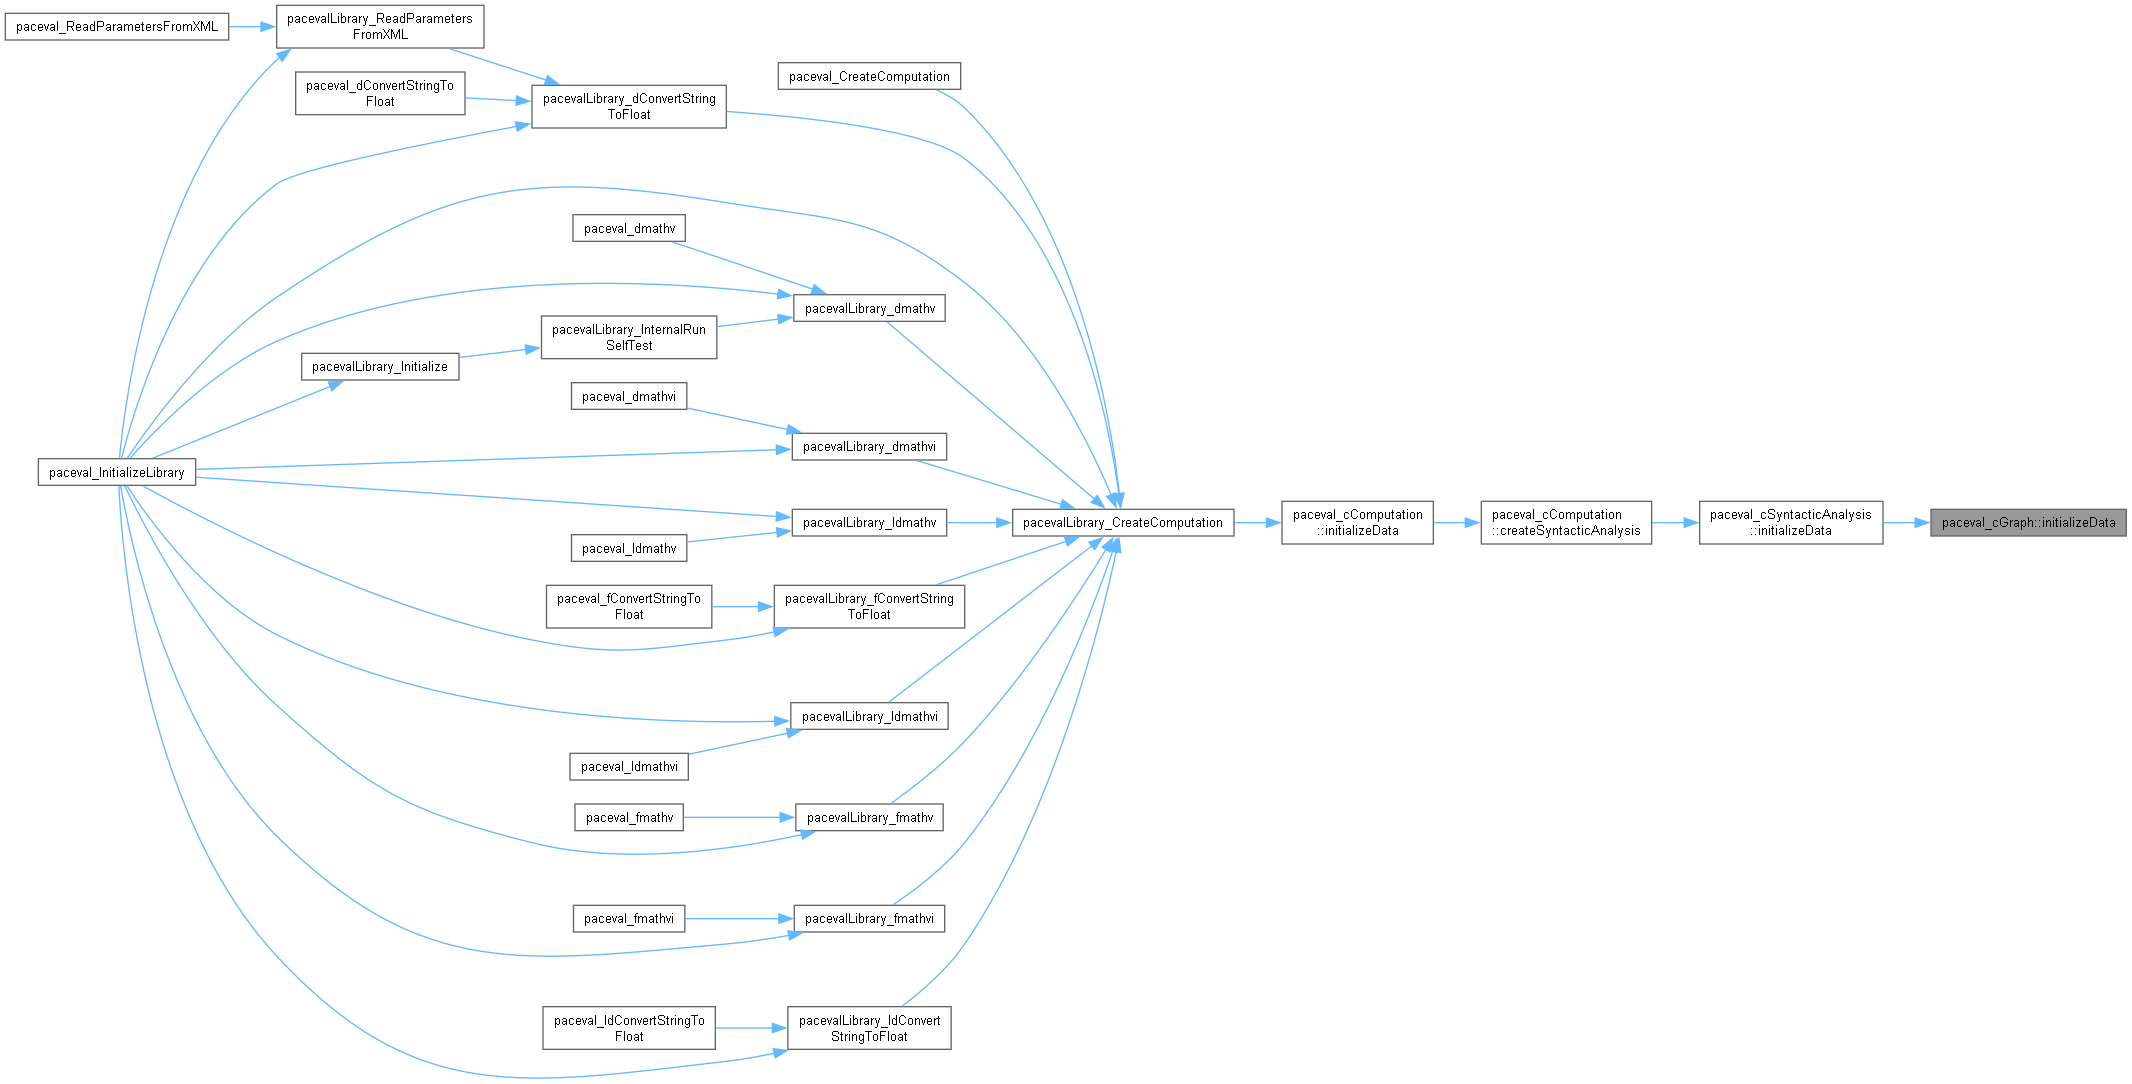 paceval_ReadParametersFromXML
pacevalLibrary_ReadParameters
FromXML
paceval_CreateComputation
paceval_dConvertStringTo
Float
pacevalLibrary_dConvertString
ToFloat
paceval_dmathv
pacevalLibrary_dmathv
pacevalLibrary_InternalRun
SelfTest
pacevalLibrary_Initialize
paceval_dmathvi
pacevalLibrary_dmathvi
paceval_InitializeLibrary
pacevalLibrary_ldmathv
pacevalLibrary_CreateComputation
paceval_cComputation
::initializeData
paceval_cComputation
::createSyntacticAnalysis
paceval_cSyntacticAnalysis
::initializeData
paceval_cGraph::initializeData
paceval_ldmathv
paceval_fConvertStringTo
Float
pacevalLibrary_fConvertString
ToFloat
pacevalLibrary_ldmathvi
paceval_ldmathvi
paceval_fmathv
pacevalLibrary_fmathv
paceval_fmathvi
pacevalLibrary_fmathvi
paceval_ldConvertStringTo
Float
pacevalLibrary_ldConvert
StringToFloat